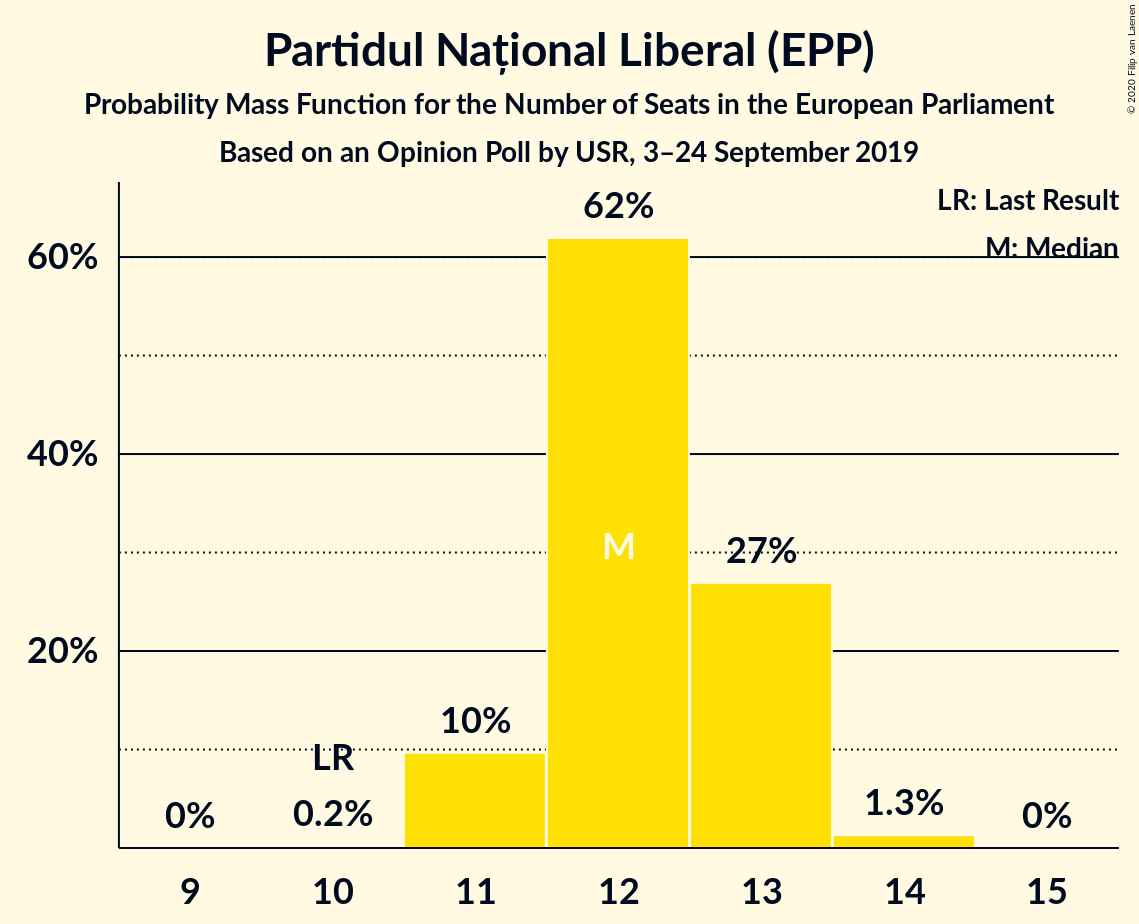 Partidul Național Liberal (EPP)
Probability Mass Function for the Number of Seats in the European Parliament
Based on an Opinion Poll by USR, 3–24 September 2019
© 2020 Filip van Laenen
LR: Last Result
M: Median
60%
40%
20%
0%
LR
0.2%
10%
62%
M
27%
1.3%
0%
9
10
11
12
13
14
15